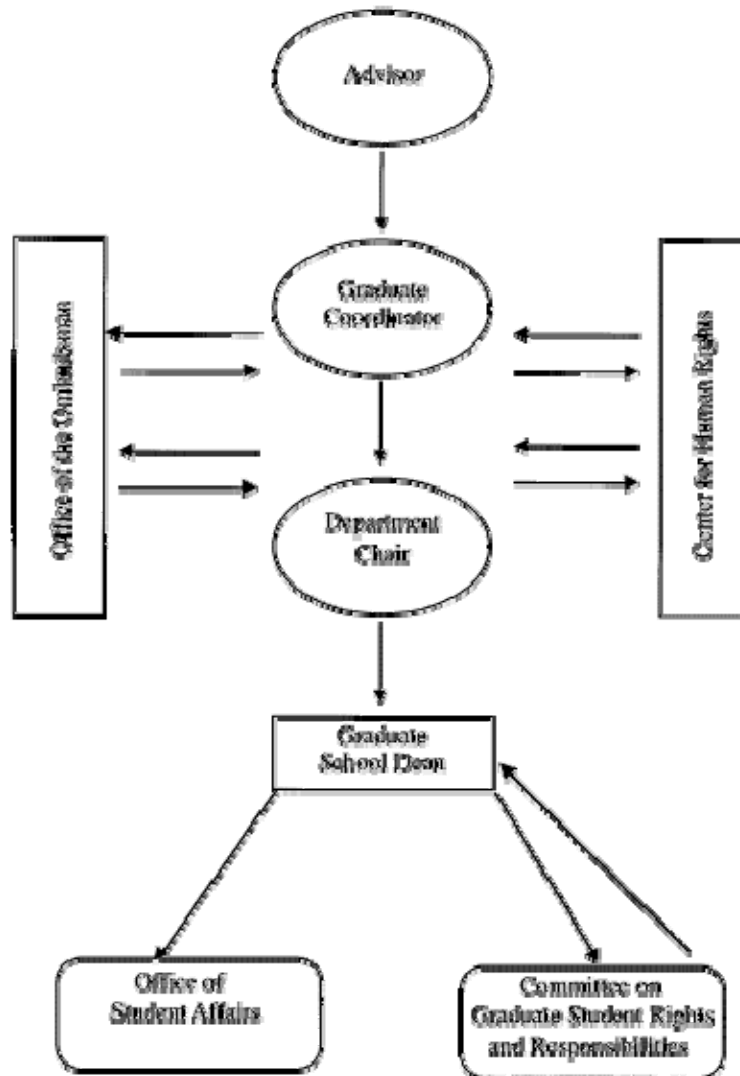 Advisor
Graduate
Coordinator
Office of the Ombudsman
Center for Human Rights
Department
Chair
Graduate
School Dean
Office of
Student Affairs
Committee on
Graduate Student Rights
and Responsibilities